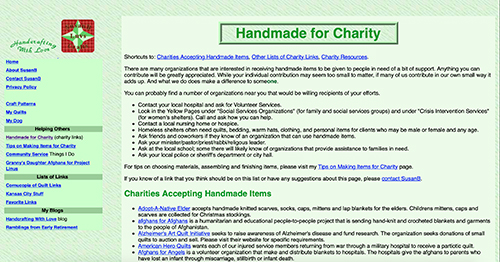 Handcrafting
With Love
Love
Home
About SusanB
Contact SusanB
Privacy Policy
Craft Patterns
My Quilts
My Dog
Helping Others
Handmade for Charity (charity links)
Tips on Making Items for Charity
Community Service Things I Do
Granny's Daughter Afghans for Project
Linus
Lists of Links
Cornucopia of Quilt Links
Kansas City Stuff
Favorite Links
My Blogs
Handcrafting With Love blog
Ramblings from Early Retirement
Handmade for Charity
Shortcuts to: Charities Accepting Handmade Items, Other Lists of Charity Links, Charity Resources.
There are many organizations that are interested in receiving handmade items to be given to people in need of a bit of support. Anything you can
contribute will be greatly appreciated. While your individual contribution may seem too small to matter, if many of us contribute in our own small way it
adds up. And what we do does make a difference to someone.
You can probably find a number of organizations near you that would be willing recipients of your efforts.
• Contact your local hospital and ask for Volunteer Services.
• Look in the Yellow Pages under "Social Services Organizations" (for family and social services groups) and under "Crisis Intervention Services"
(for women's shelters). Call and ask how you can help.
• Contact a local nursing home or hospice.
• Homeless shelters often need quilts, bedding, warm hats, clothing, and personal items for clients who may be male or female and any age.
• Ask friends and coworkers if they know of an organization that can use handmade items.
• Ask your minister/pastor/priest/rabbi/religous leader.
• Ask at the local school; some there will likely know of organizations that provide assistance to families in need.
• Ask your local police or sheriff's department or city hall.
For tips on choosing materials, assembling and finishing items, please visit my Tips on Making Items for Charity page.
If you know of a link that you think should be on this list or have any suggestions about this page, please contact SusanB.
Charities Accepting Handmade Items
• Adopt-A-Native Elder accepts handmade knitted scarves, socks, caps, mittens and lap blankets for the elders. Childrens mittens, caps and
scarves are collected for Christmas stockings.
• afghans for Afghans is a humanitarian and educational people-to-people project that is sending hand-knit and crocheted blankets and garments
to the people of Afghanistan.
• Alzheimer's Art Quilt Initiative seeks to raise awareness of Alzheimer's disease and fund research. The organization seeks donations of small
quilts to auction and sell. Please visit their website for specific requirements.
• American Hero Quilts wants each of our injured service members returning from war through a military hospital to receive a partiotic quilt.
• Afghans for Angels is a volunteer organization that make and distribute blankets to hospitals. The hospitals give the afghans to parents who
have lost an infant through miscarriage, stillbirth or infant death.